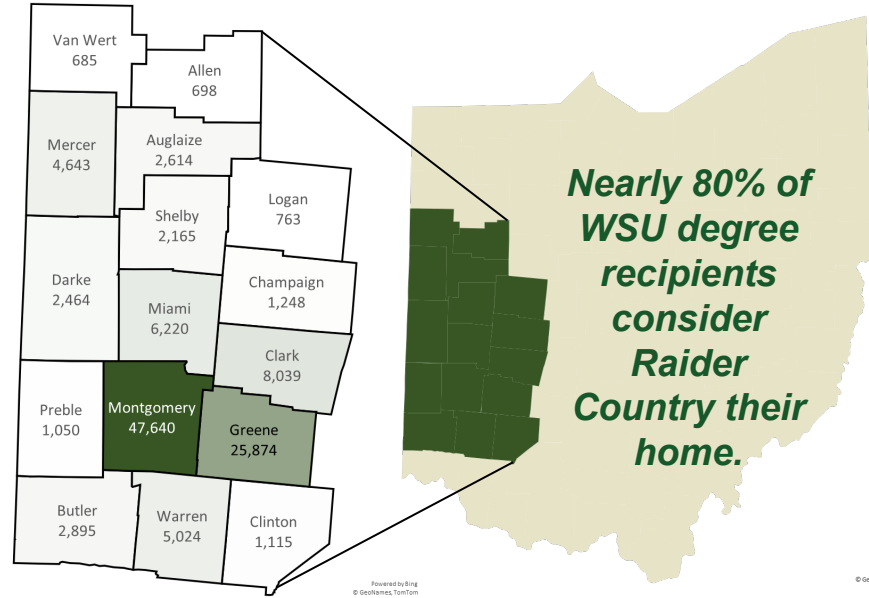 Van Wert
685
Allen
698
Mercer
4,643
Auglaize
2,614
Shelby
2,165
Logan
763
Darke
2,464
Miami
6,220
Champaign
1,248
Clark
8,039
Preble
1,050
Montgomery
47,640
Greene
25,874
Butler
2,895
Warren
5,024
Clinton
1,115
Powered by Bing
© GeoNames, TomTom
Nearly 80% of
WSU degree
recipients
consider
Raider
Country their
home.
© Ge